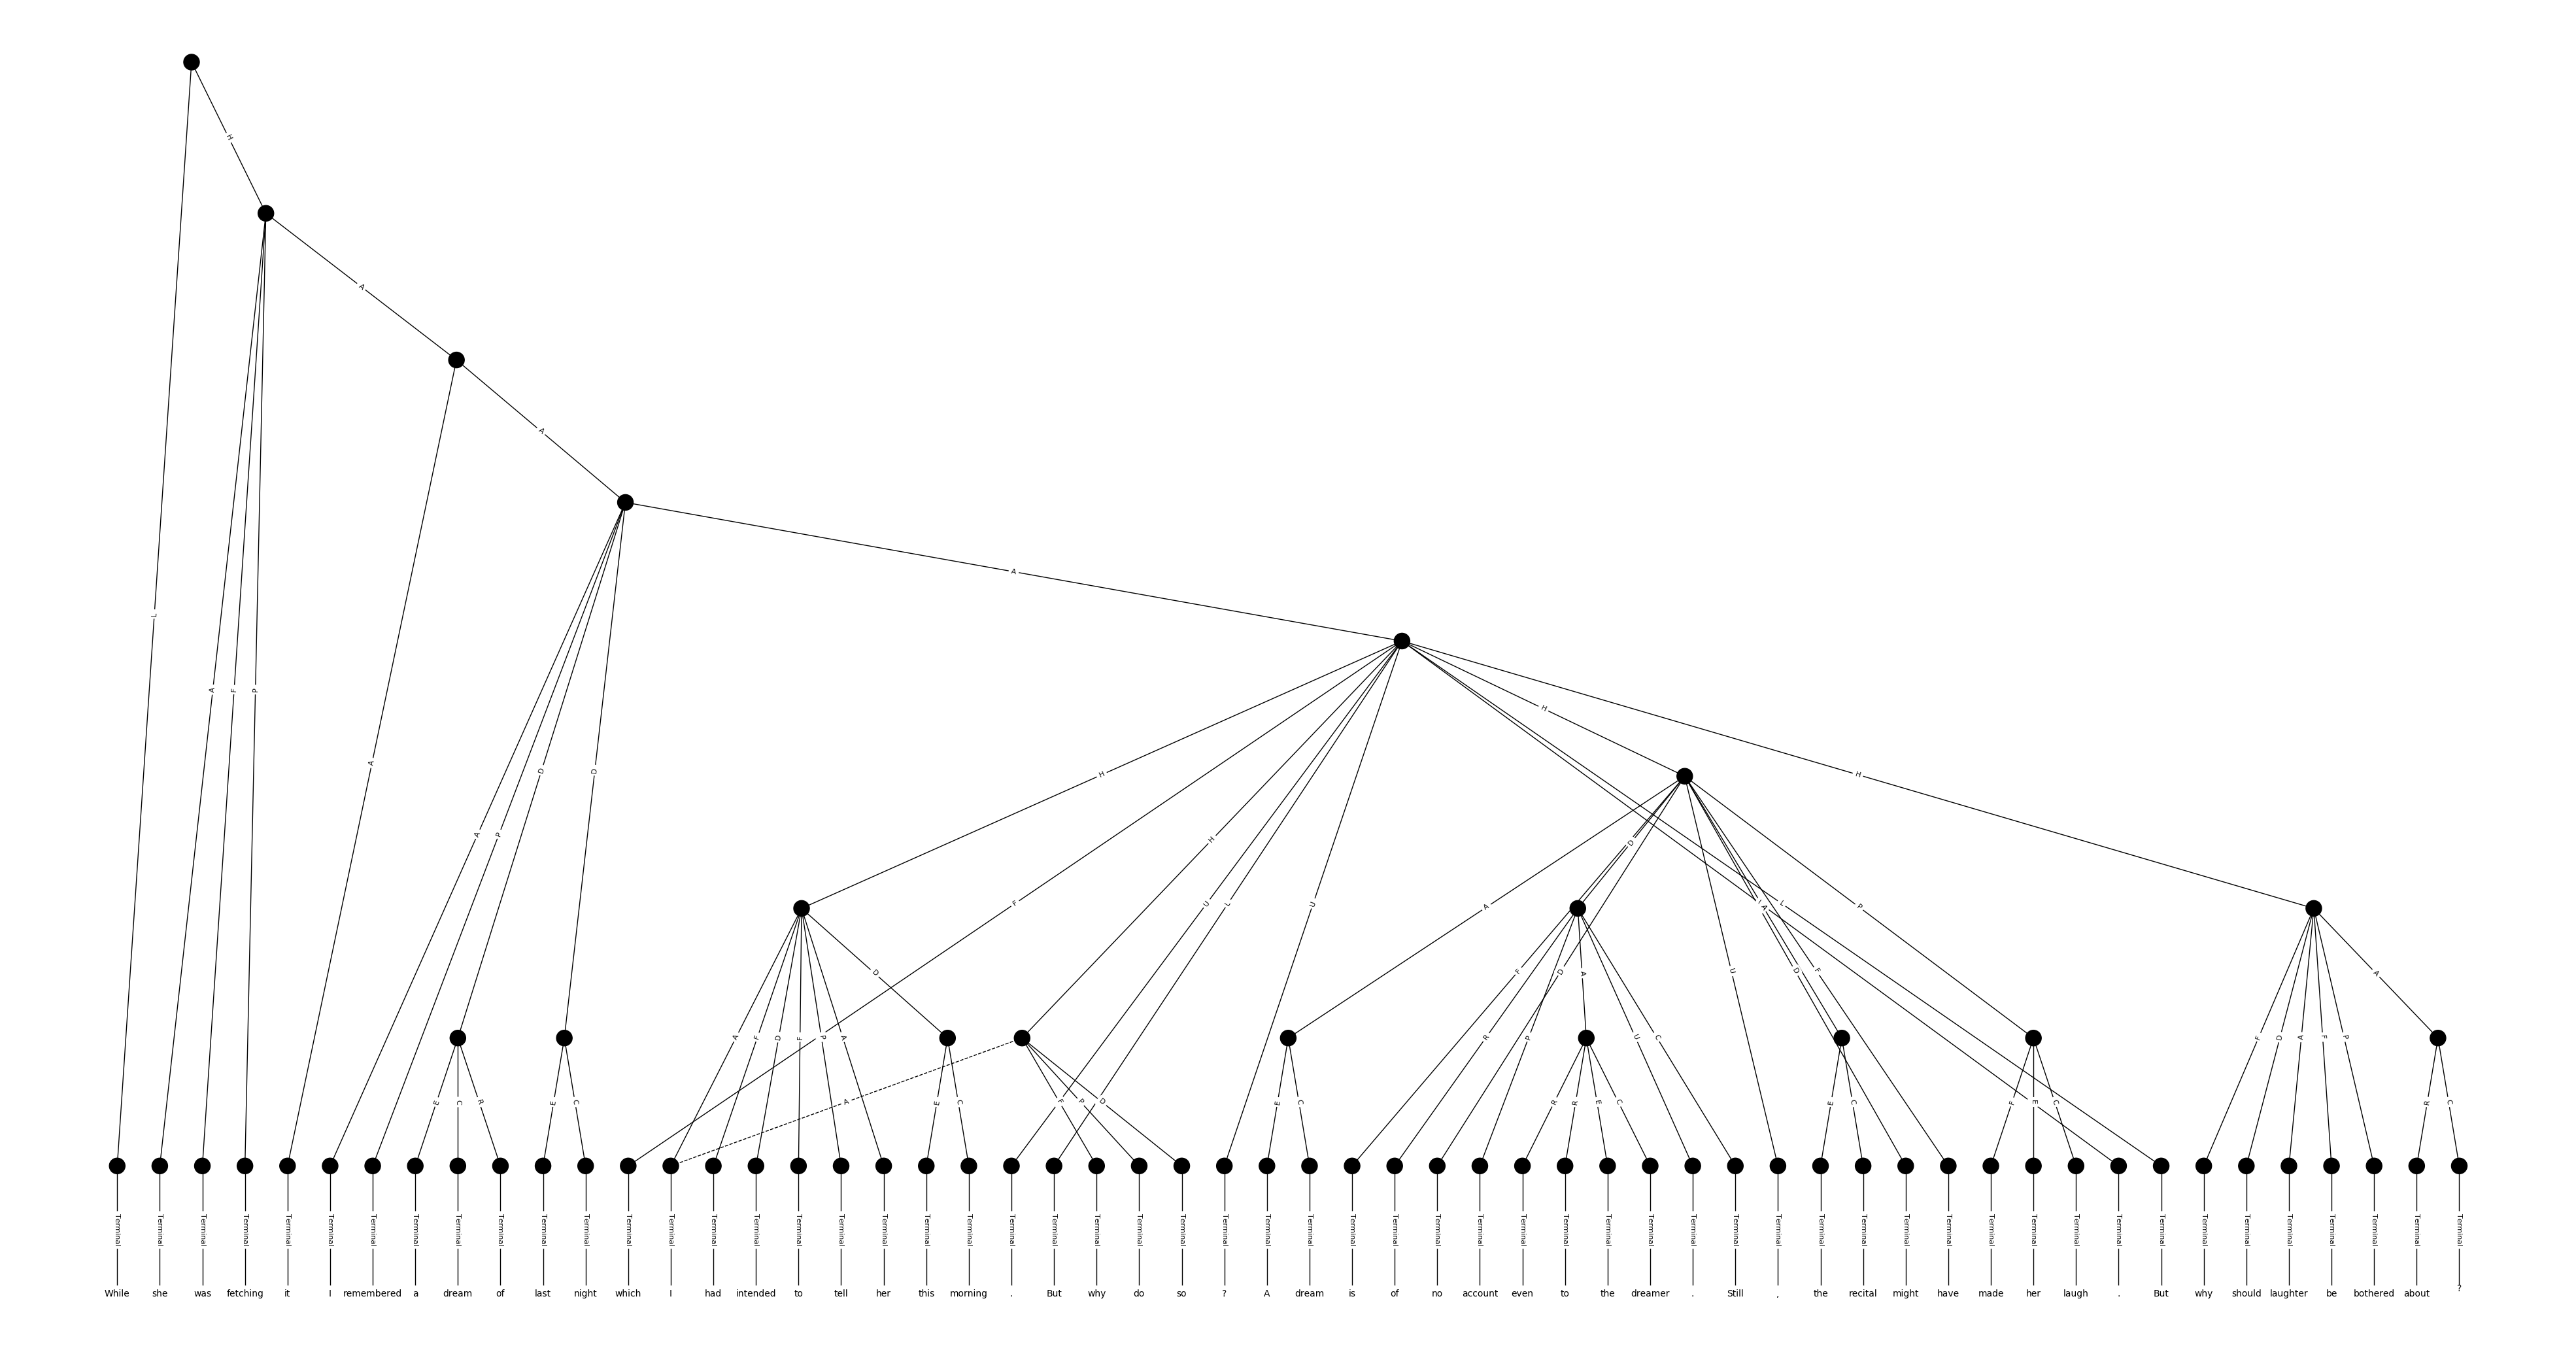 H
A
A
A
L
A F P
A
A P D D
H F H U L U H H
A D D U I A D F L P
A F D F P A D
F R D P A U C
F D A F P A
E C R E C A E C F P D E C R R E C E C F E C R C
Terminal Terminal Terminal Terminal Terminal Terminal Terminal Terminal Terminal Terminal Terminal Terminal Terminal Terminal Terminal Terminal Terminal Terminal Terminal Terminal Terminal Terminal Terminal Terminal Terminal Terminal Terminal Terminal Terminal Terminal Terminal Terminal Terminal Terminal Terminal Terminal Terminal Terminal Terminal Terminal Terminal Terminal Terminal Terminal Terminal Terminal Terminal Terminal Terminal Terminal Terminal Terminal Terminal Terminal Terminal Terminal
While she was fetching it I remembered a dream of last night which I had intended to tell her this morning . But why do so ? A dream is of no account even to the dreamer . Still , the recital might have made her laugh . But why should laughter be bothered about ?